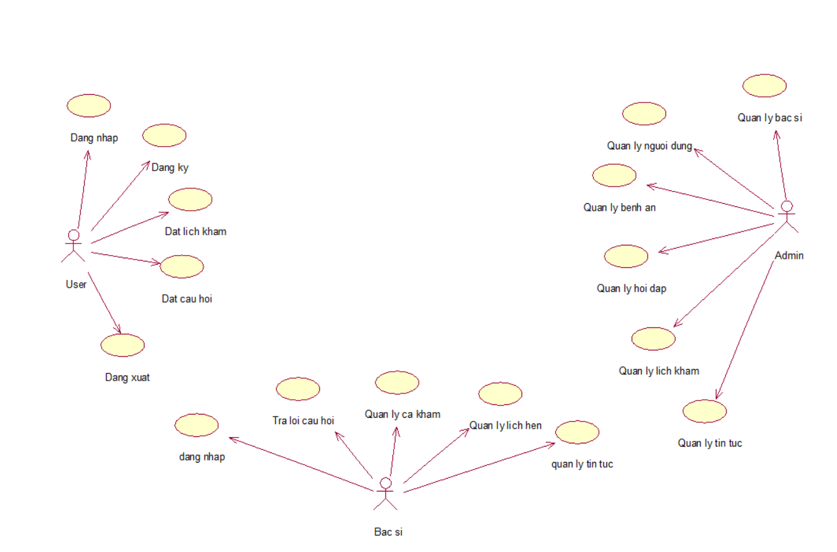 Dang nhap
Dang ky
Dat lich kham
User
Dat cau hoi
Dang xuat
Quan ly bac si
Quan ly nguoi dung
Quan ly benh an
Admin
Quan ly hoi dap
Quan ly lich kham
Quan ly tin tuc
dang nhap
Tra loi cau hoi
Quan ly ca kham
Quan ly lich hen
quan ly tin tuc
Bac si